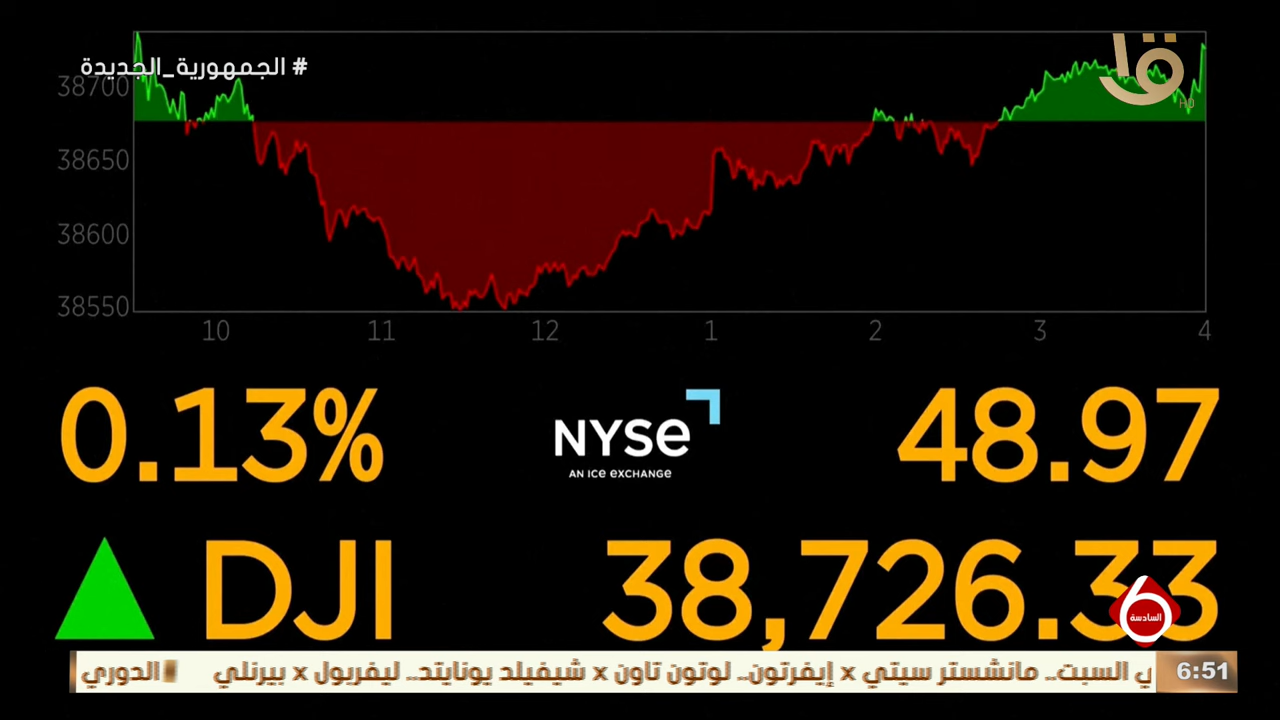 # الجمهورية_الجديدة
38700
38650
38600
38550
10 11 12 1 2 3 4
0.13%
NYSE
AN ICE EXCHANGE
48.97
DJI
38,726.33
HD
6
السادسة
السبت.. مانشستر سيتي x إيفرتون.. لوتون تاون x شيفيلد يونايتد.. ليفربول x بيرنلي
الدوري
6:51